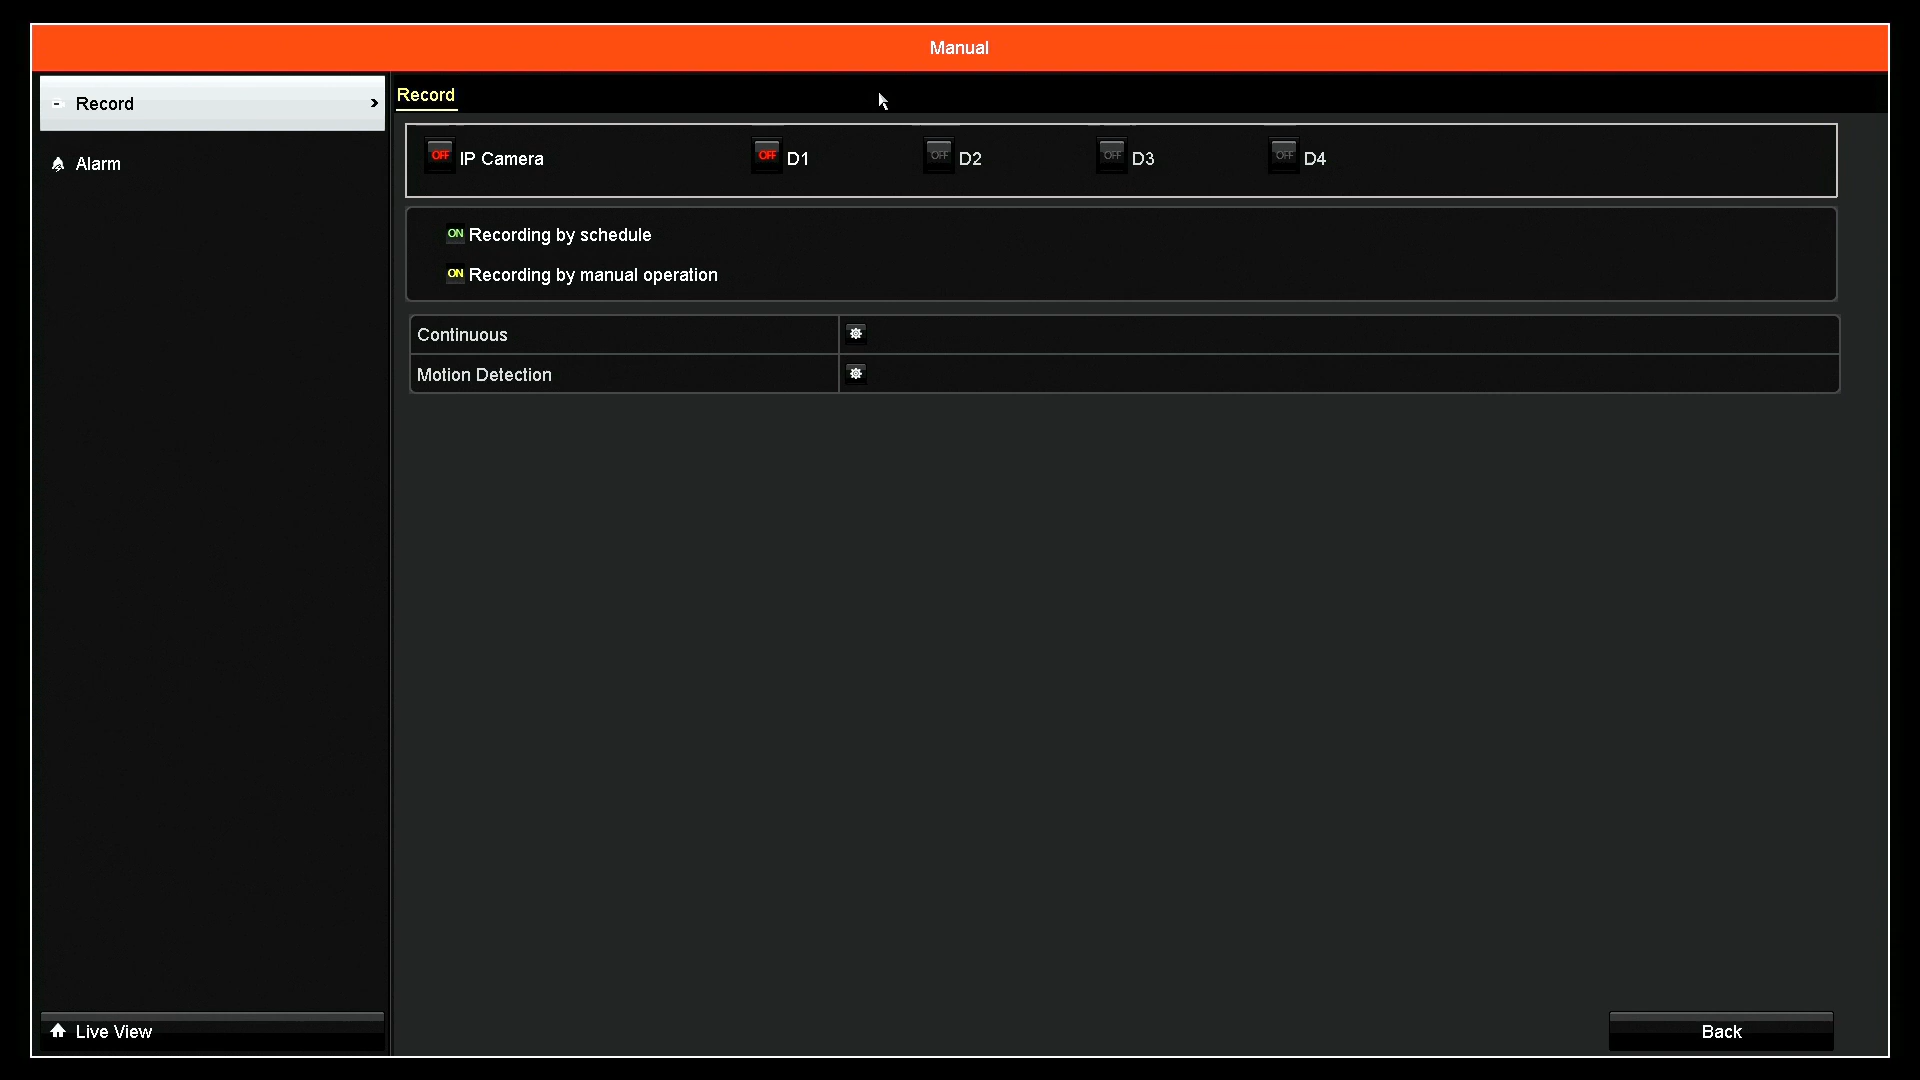 Manual
Record
Alarm
Record
OFF IP Camera OFF D1 OFF D2 OFF D3 OFF D4
ON Recording by schedule
ON Recording by manual operation
Continuous
Motion Detection
Live View
Back